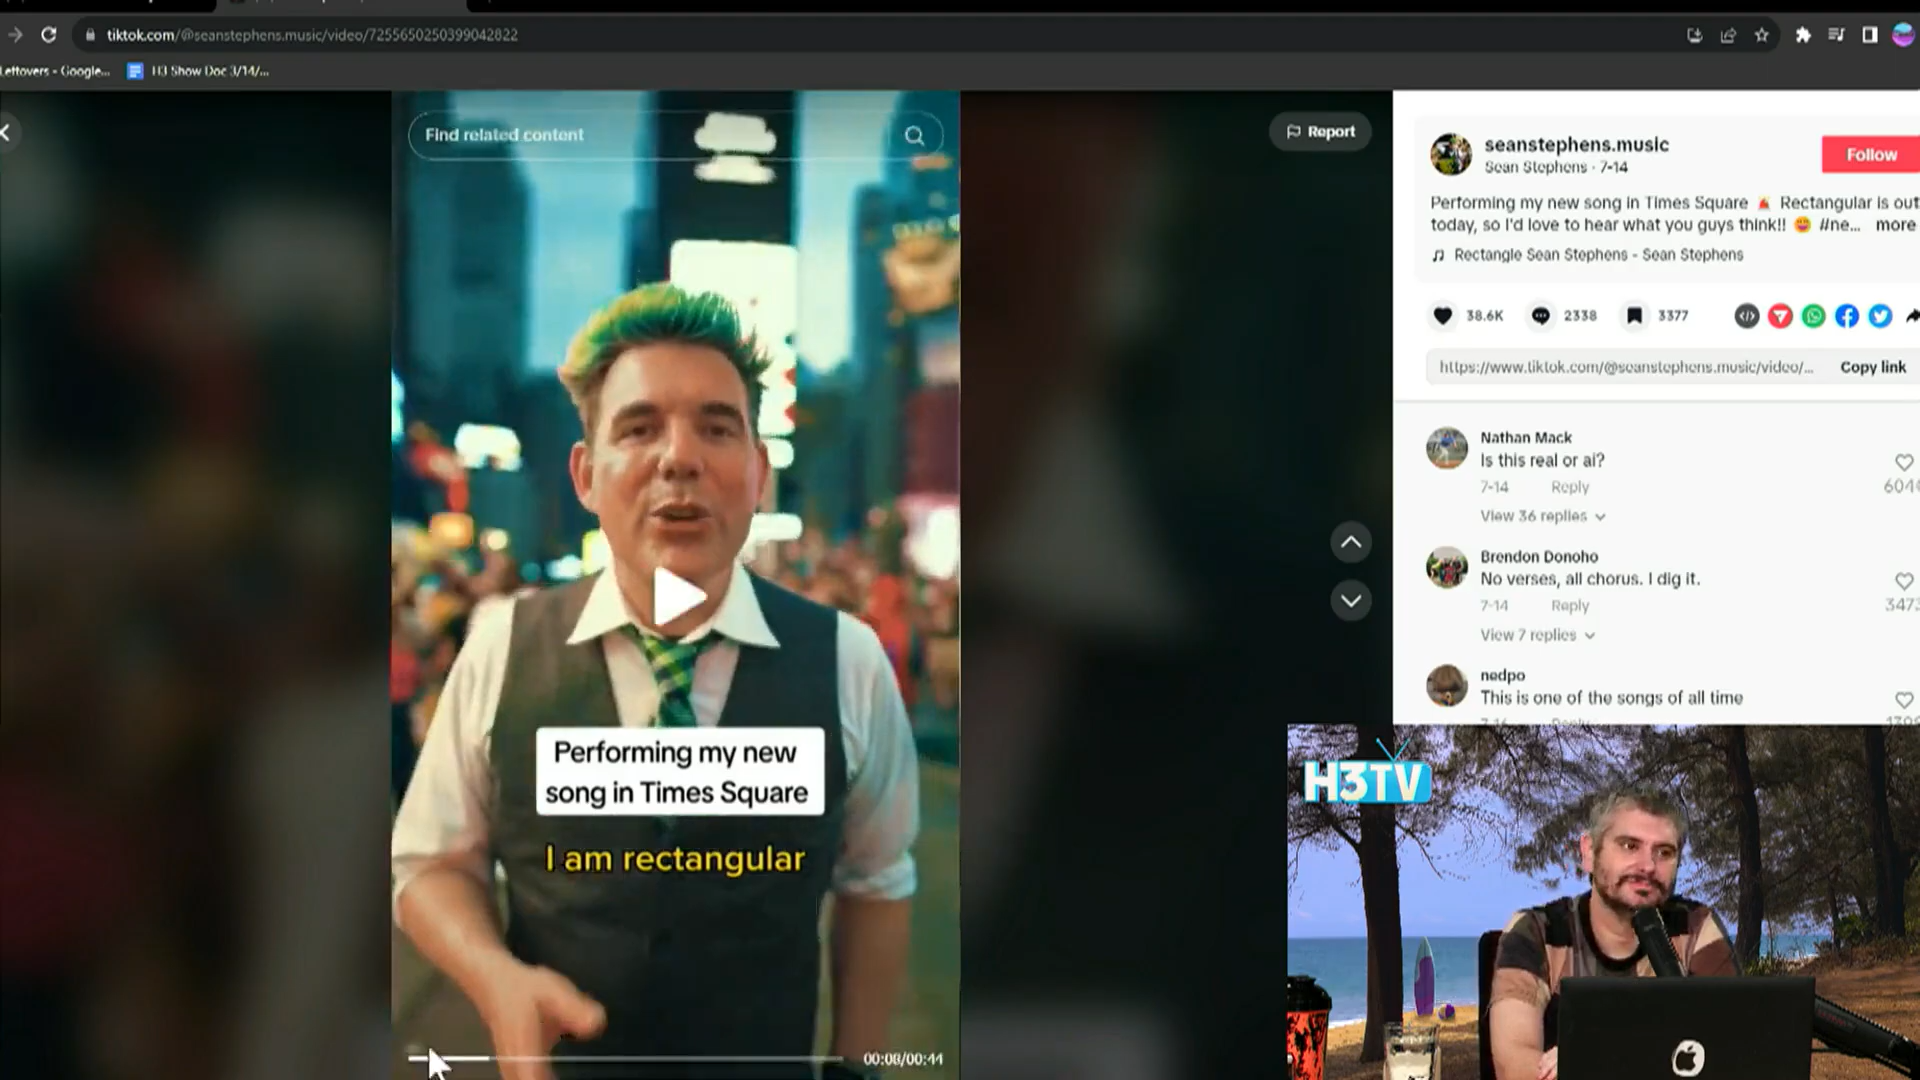 tiktok.com/@seanstephens.music/video/7255650250399042822
Leftovers - Google...
H3 Show Doc 3/14/...
Find related content
Report
seanstephens.music
Sean Stephens · 7-14
Follow
Performing my new song in Times Square Rectangular is out
today, so I'd love to hear what you guys think!! #ne... more
Rectangle Sean Stephens - Sean Stephens
38.6K
2338
3377
https://www.tiktok.com/@seanstephens.music/video/...
Copy link
Nathan Mack
Is this real or ai?
7-14 Reply
View 36 replies
Brendon Donoho
No verses, all chorus. I dig it.
7-14 Reply
3473
View 7 replies
nedpo
This is one of the songs of all time
Performing my new
song in Times Square
I am rectangular
00:08/00:44
H3TV